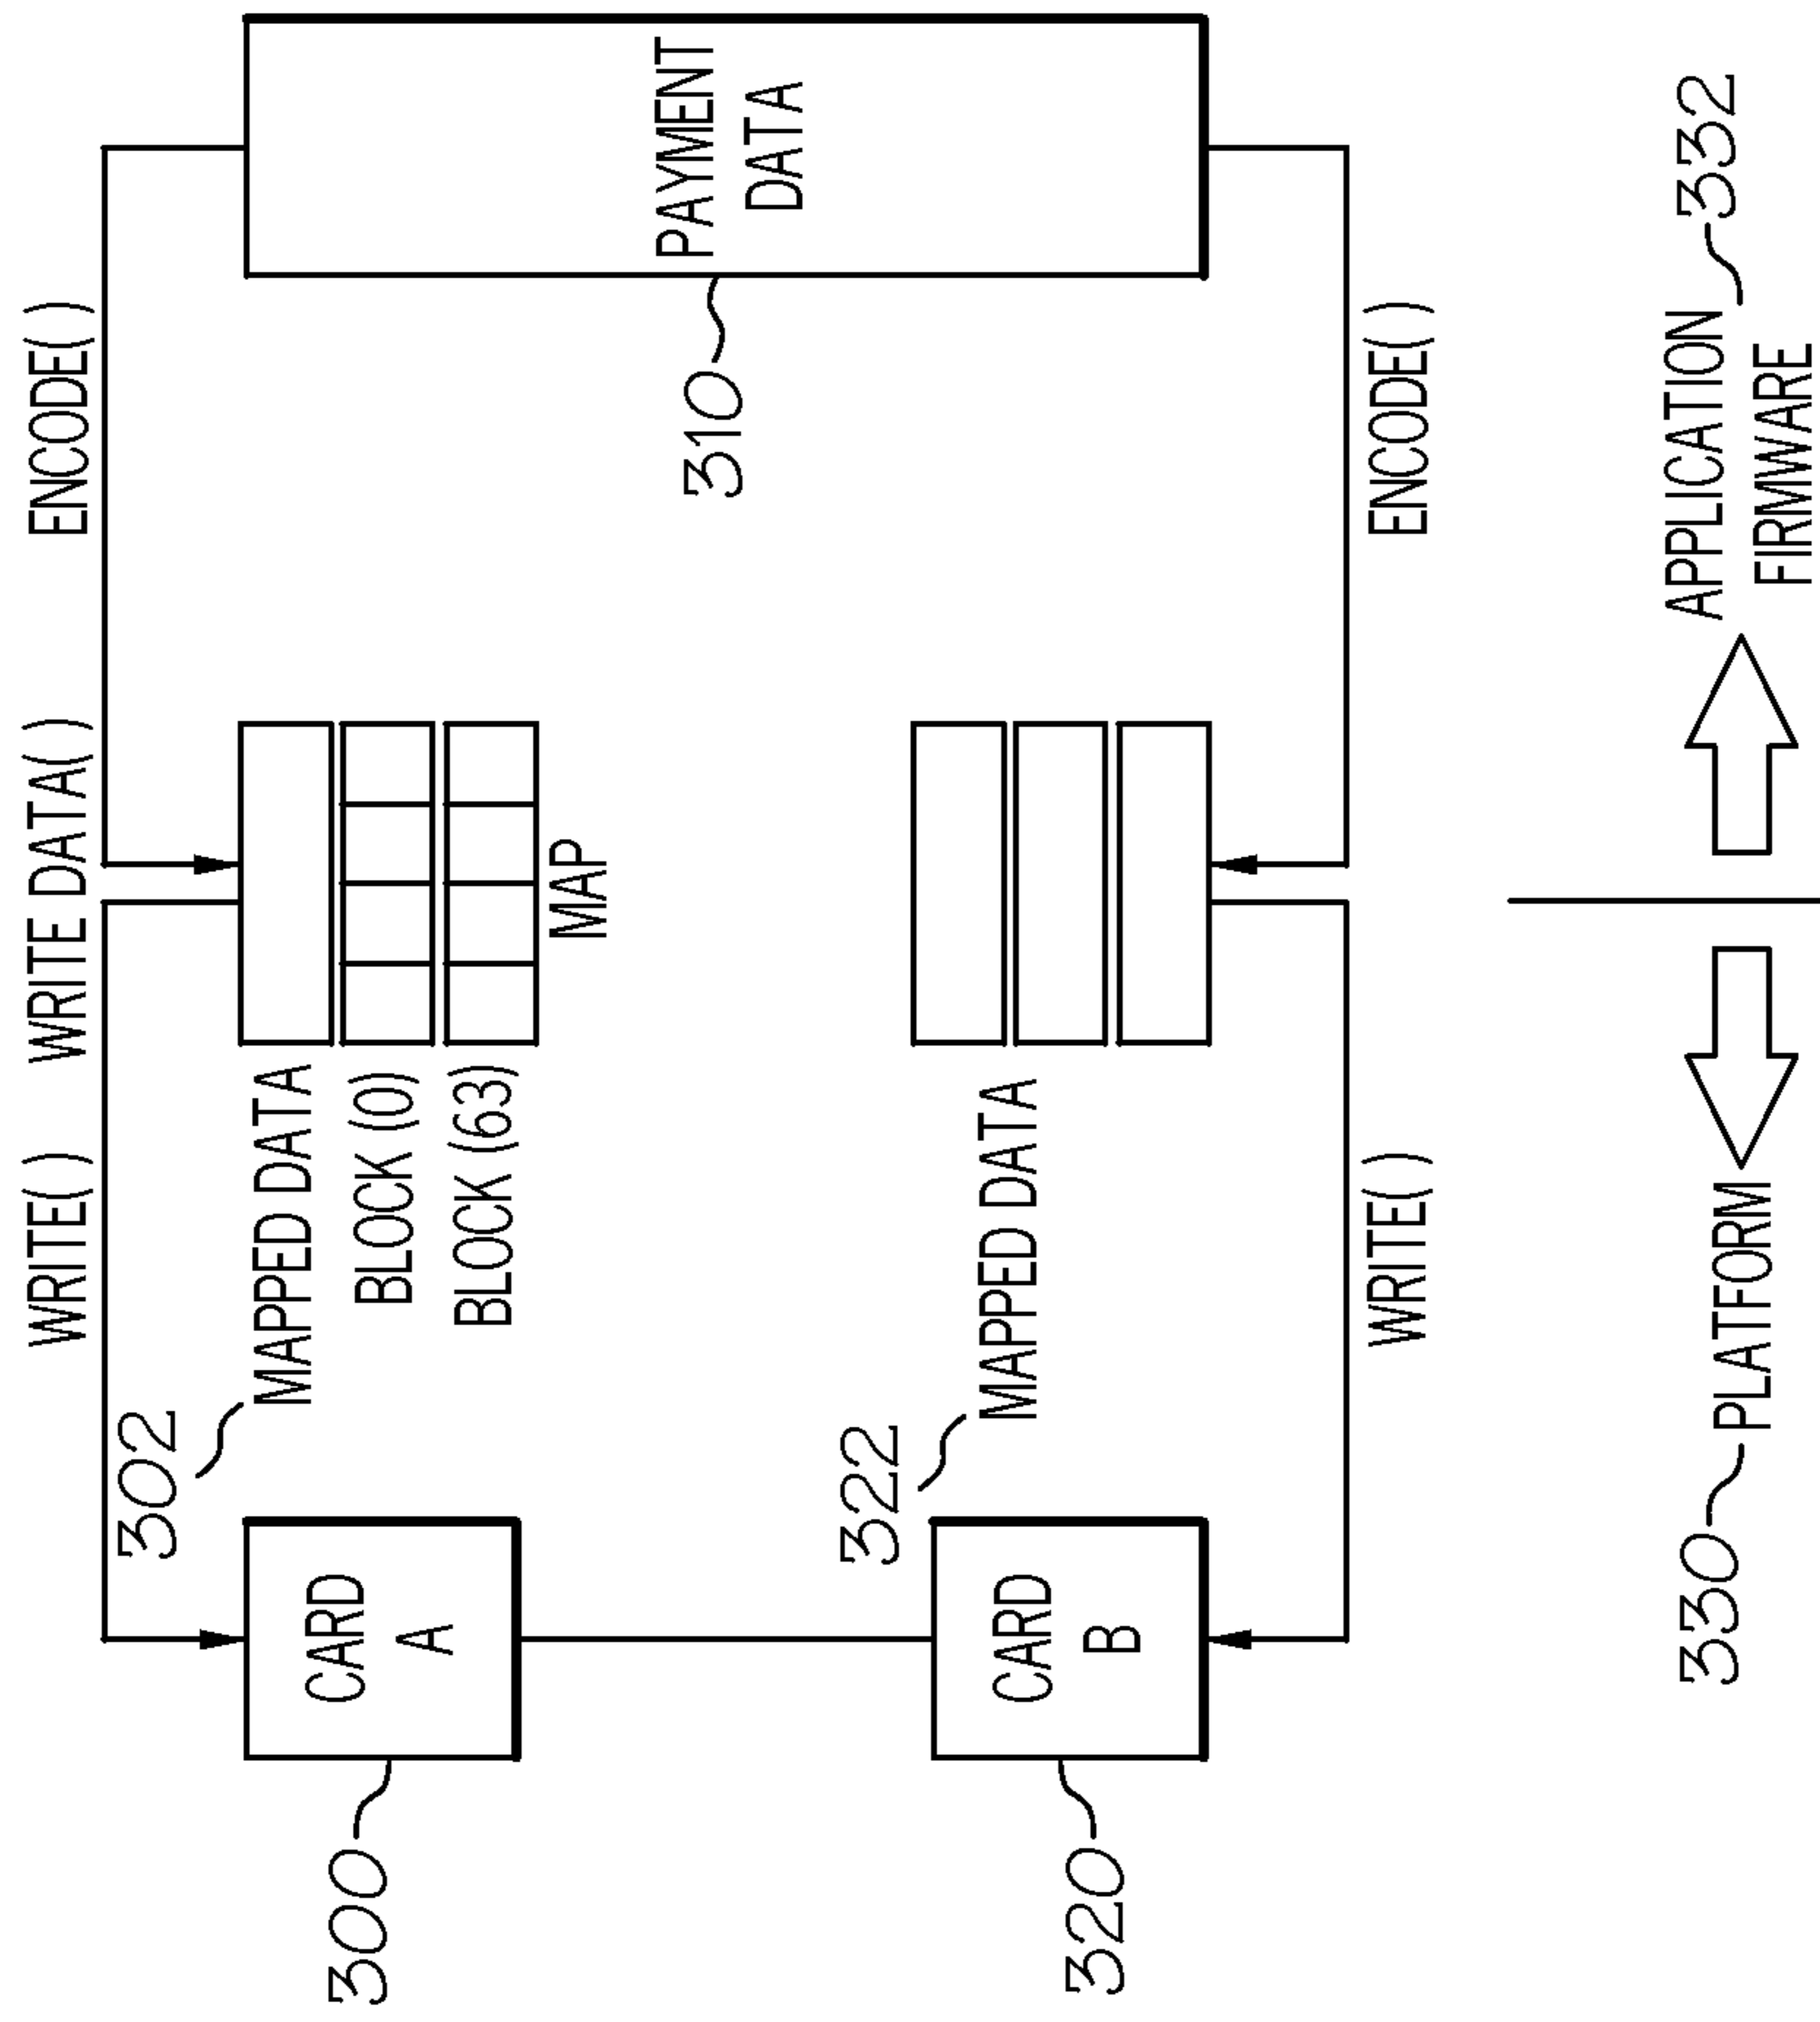 WRITE( )
WRITE DATA( )
ENCODE( )
302
MAPPED DATA
BLOCK (0)
BLOCK (63)
MAP
300
CARD
A
310
PAYMENT
DATA
322
MAPPED DATA
320
CARD
B
WRITE( )
ENCODE( )
330
PLATFORM
APPLICATION
FIRMWARE
332